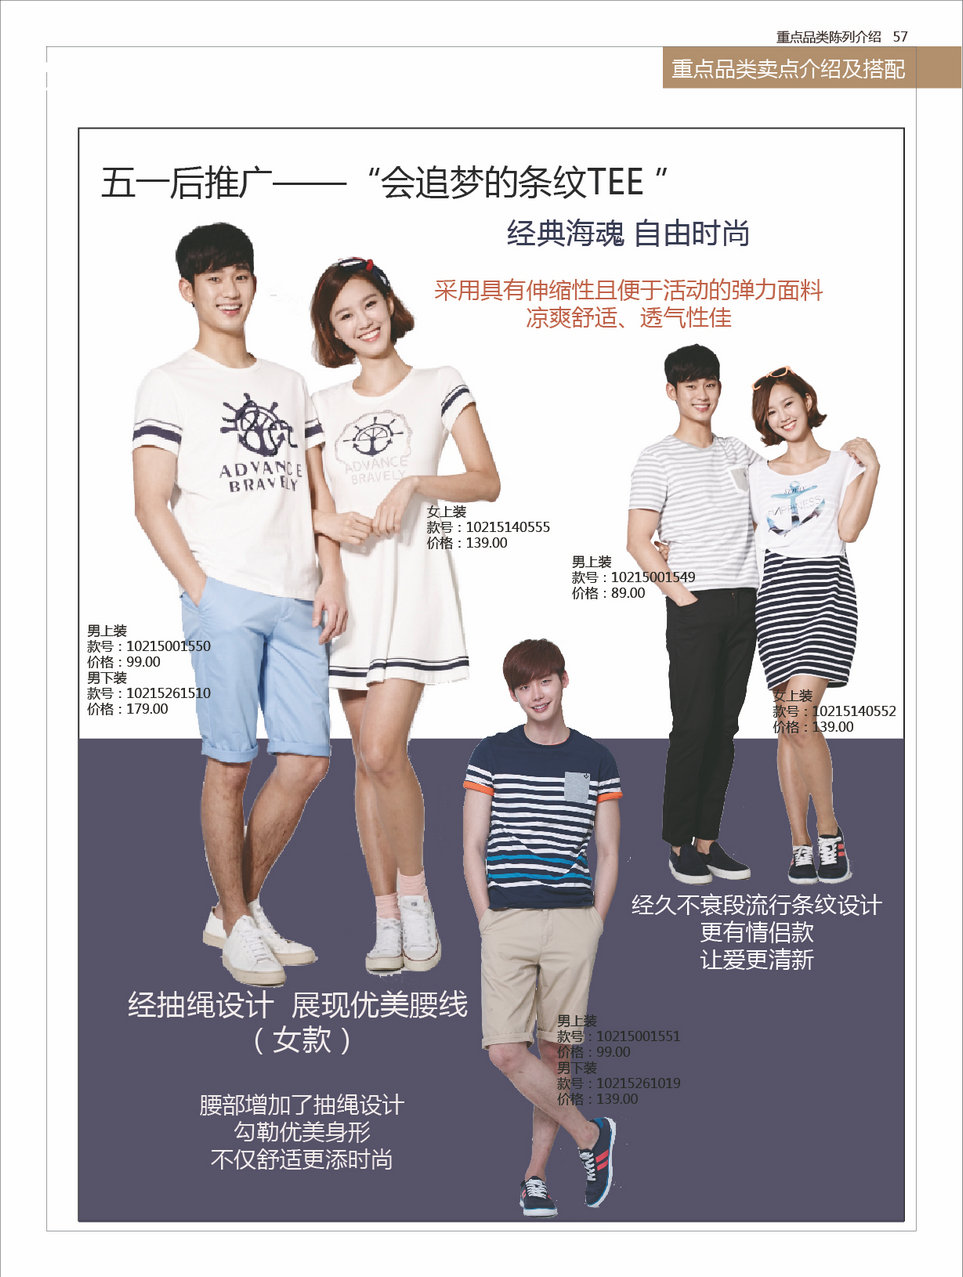 重点品类陈列介绍 57
重点品类卖点介绍及搭配
五一后推广——“会追梦的条纹TEE ”
经典海魂 自由时尚
采用具有伸缩性且便于活动的弹力面料
凉爽舒适、透气性佳
ADVANCE
BRAVELY
ADVANCE
BRAVELY
女上装
款号：10215140555
价格：139.00
男上装
款号：10215001549
价格：89.00
男上装
款号：10215001550
价格：99.00
男下装
款号：10215261510
价格：179.00
女上装
款号：10215140552
价格：139.00
经久不衰段流行条纹设计
更有情侣款
让爱更清新
经抽绳设计 展现优美腰线
（女款）
男上装
款号：10215001551
价格：99.00
男下装
款号：10215261019
价格：139.00
腰部增加了抽绳设计
勾勒优美身形
不仅舒适更添时尚